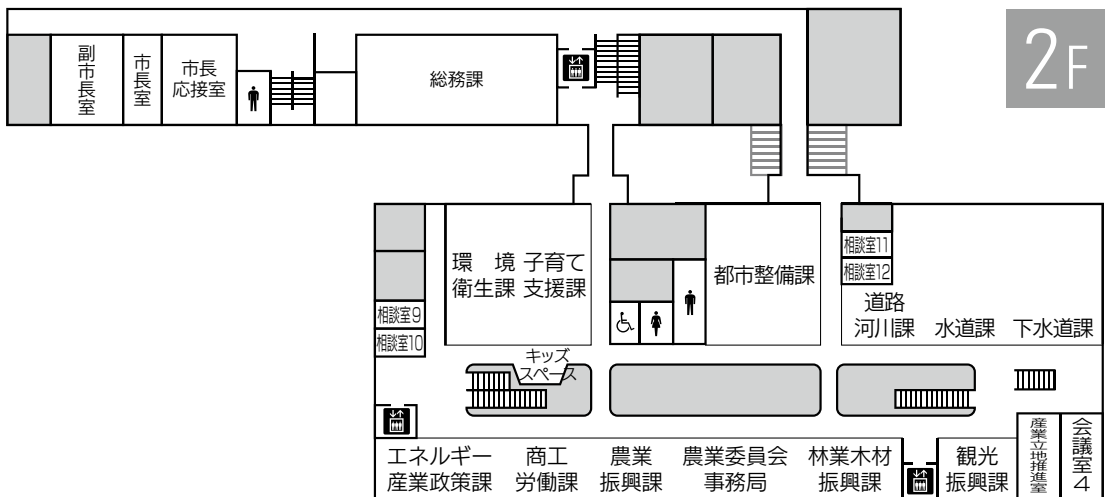 2F
副市長室
市長室
市長
応接室
総務課
環境
衛生課
子育て
支援課
都市整備課
相談室9
相談室10
相談室11
相談室12
道路
河川課
水道課
下水道課
キッズ
スペース
エネルギー
産業政策課
商工
労働課
農業
振興課
農業委員会
事務局
林業木材
振興課
観光
振興課
産業立地推進室
会議室4